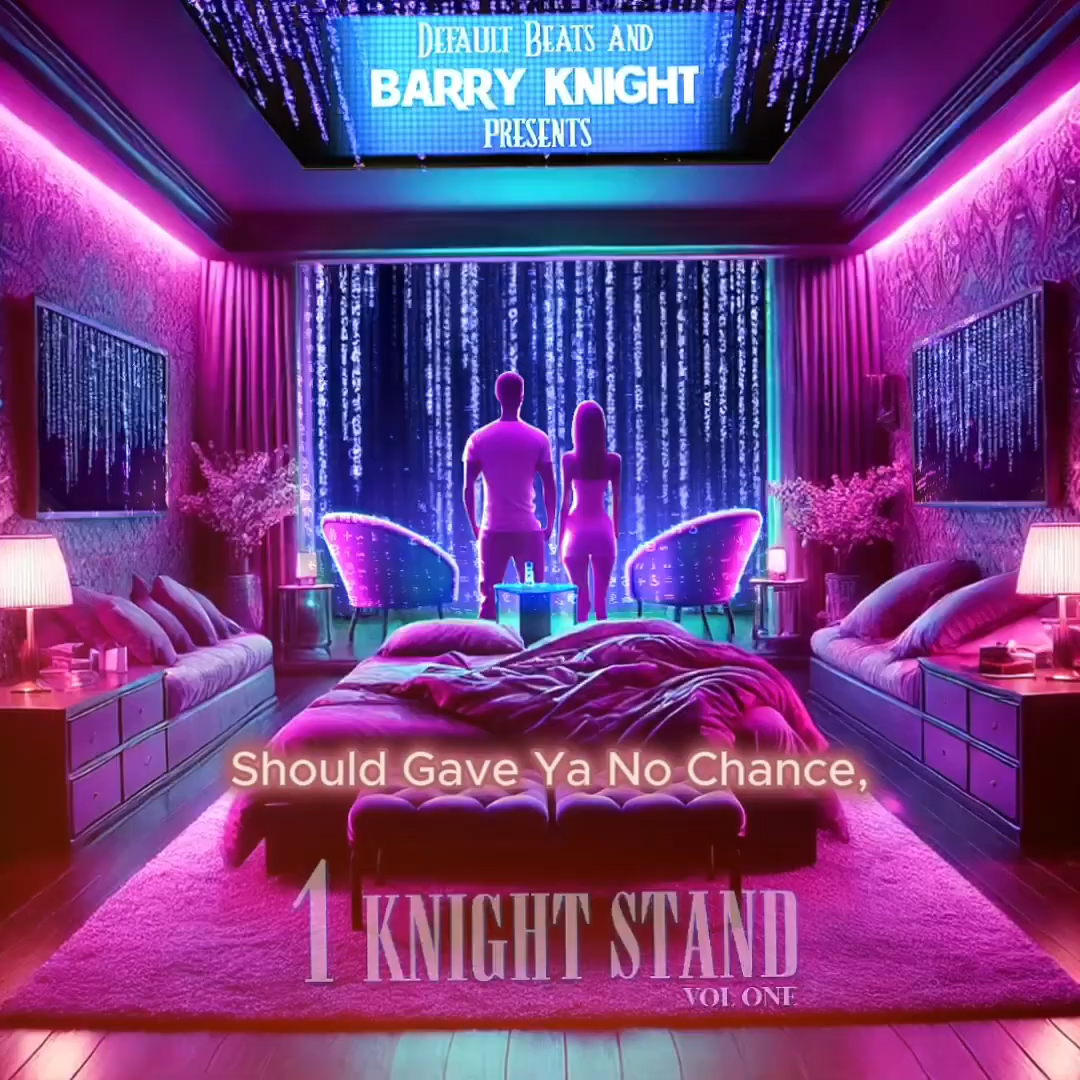 DEFAULT BEATS AND
BARRY KNIGHT
PRESENTS
Should Gave Ya No Chance,
1 KNIGHT STAND
VOL ONE